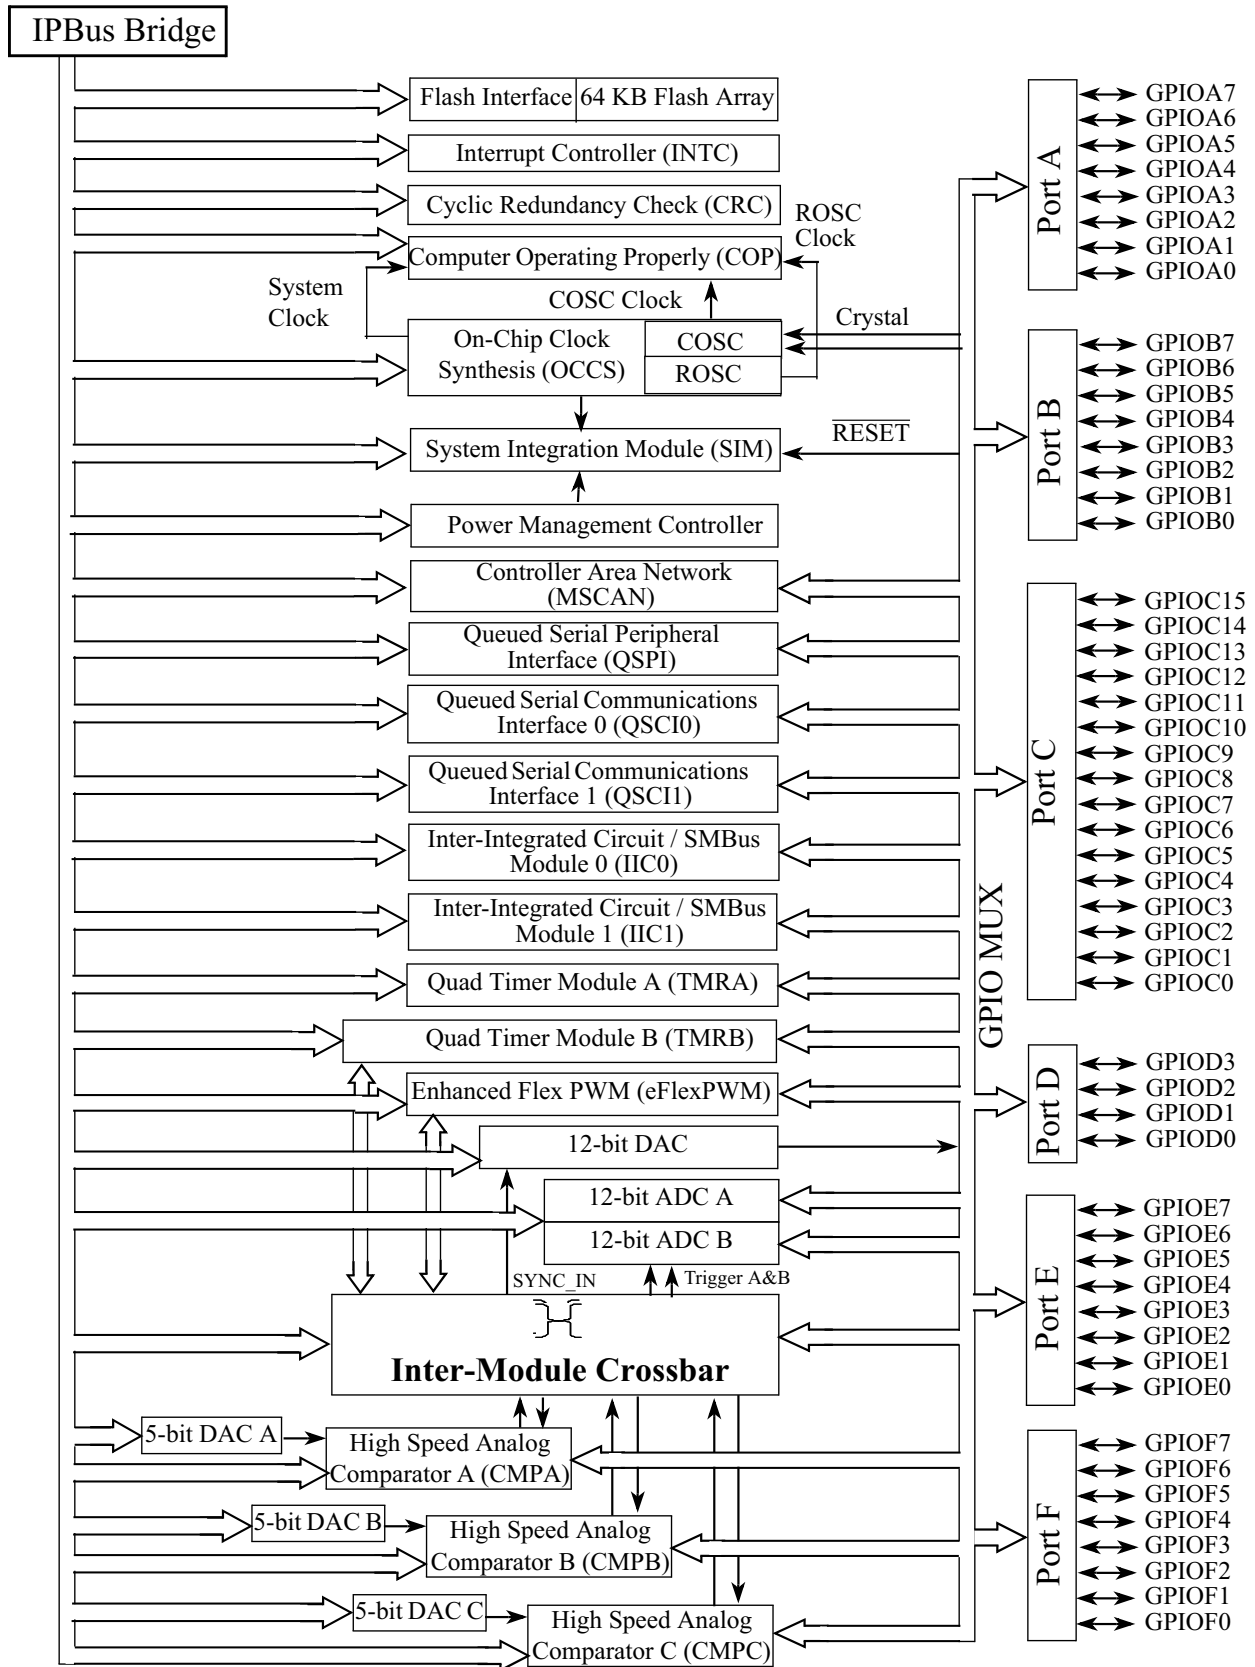 IPBus Bridge
Flash Interface 64 KB Flash Array
Interrupt Controller (INTC)
Cyclic Redundancy Check (CRC)
ROSC
Clock
Computer Operating Properly (COP)
System
Clock
COSC Clock
On-Chip Clock
Synthesis (OCCS)
COSC
ROSC
Crystal
RESET
System Integration Module (SIM)
Power Management Controller
Controller Area Network
(MSCAN)
Queued Serial Peripheral
Interface (QSPI)
Queued Serial Communications
Interface 0 (QSCI0)
Queued Serial Communications
Interface 1 (QSCI1)
Inter-Integrated Circuit / SMBus
Module 0 (IIC0)
Inter-Integrated Circuit / SMBus
Module 1 (IIC1)
Quad Timer Module A (TMRA)
Quad Timer Module B (TMRB)
Enhanced Flex PWM (eFlexPWM)
12-bit DAC
12-bit ADC A
12-bit ADC B
SYNC_IN
Trigger A&B
Inter-Module Crossbar
5-bit DAC A
High Speed Analog
Comparator A (CMPA)
5-bit DAC B
High Speed Analog
Comparator B (CMPB)
5-bit DAC C
High Speed Analog
Comparator C (CMPC)
GPIO MUX
Port A
GPIOA7
GPIOA6
GPIOA5
GPIOA4
GPIOA3
GPIOA2
GPIOA1
GPIOA0
Port B
GPIOB7
GPIOB6
GPIOB5
GPIOB4
GPIOB3
GPIOB2
GPIOB1
GPIOB0
Port C
GPIOC15
GPIOC14
GPIOC13
GPIOC12
GPIOC11
GPIOC10
GPIOC9
GPIOC8
GPIOC7
GPIOC6
GPIOC5
GPIOC4
GPIOC3
GPIOC2
GPIOC1
GPIOC0
Port D
GPIOD3
GPIOD2
GPIOD1
GPIOD0
Port E
GPIOE7
GPIOE6
GPIOE5
GPIOE4
GPIOE3
GPIOE2
GPIOE1
GPIOE0
Port F
GPIOF7
GPIOF6
GPIOF5
GPIOF4
GPIOF3
GPIOF2
GPIOF1
GPIOF0